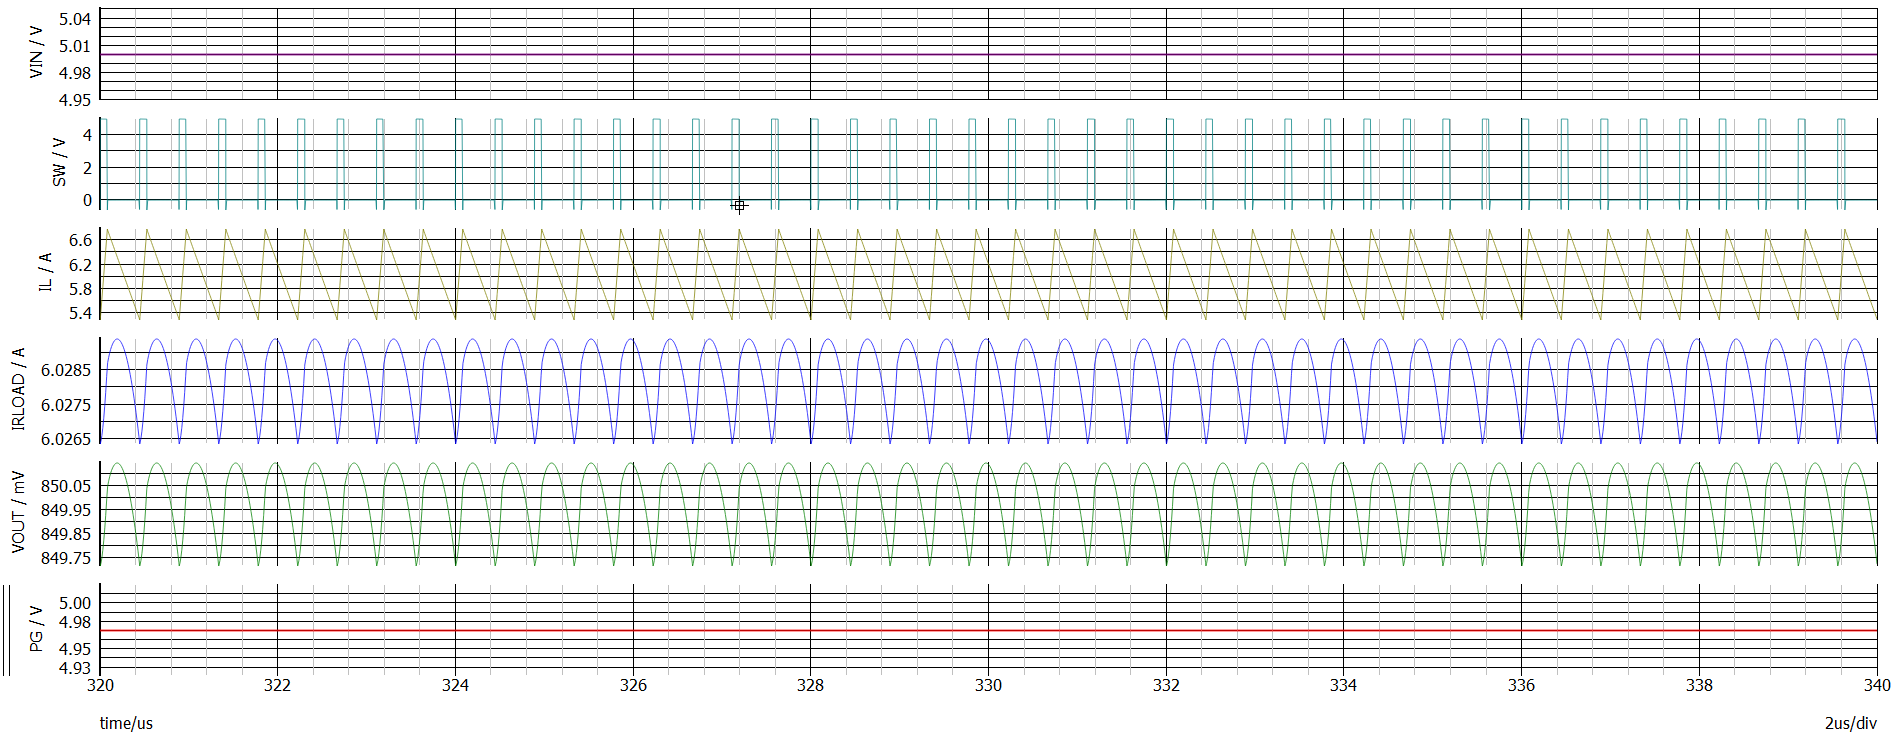 VIN / V
5.04
5.01
4.98
4.95
SW / V
4
2
0
IL / A
6.6
6.2
5.8
5.4
IRLOAD / A
6.0285
6.0275
6.0265
VOUT / mV
850.05
849.95
849.85
849.75
PG / V
5.00
4.98
4.95
4.93
320 322 324 326 328 330 332 334 336 338 340
time/us 2us/div